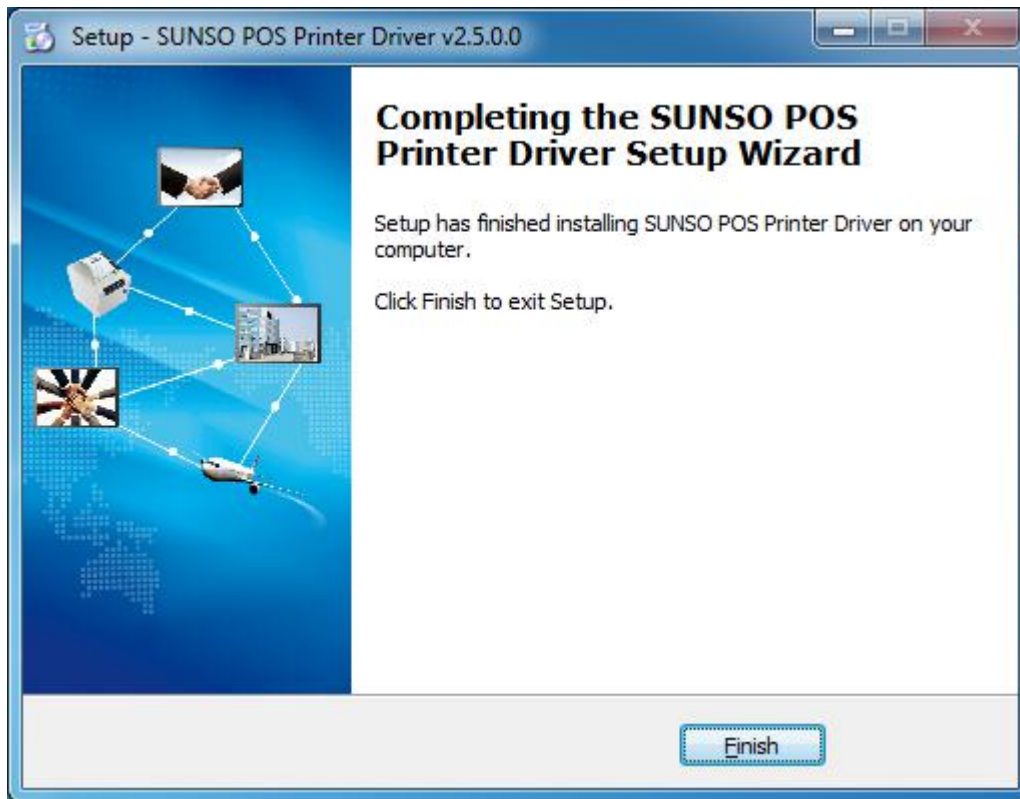 Setup - SUNSO POS Printer Driver v2.5.0.0
Completing the SUNSO POS
Printer Driver Setup Wizard
Setup has finished installing SUNSO POS Printer Driver on your
computer.
Click Finish to exit Setup.
Finish